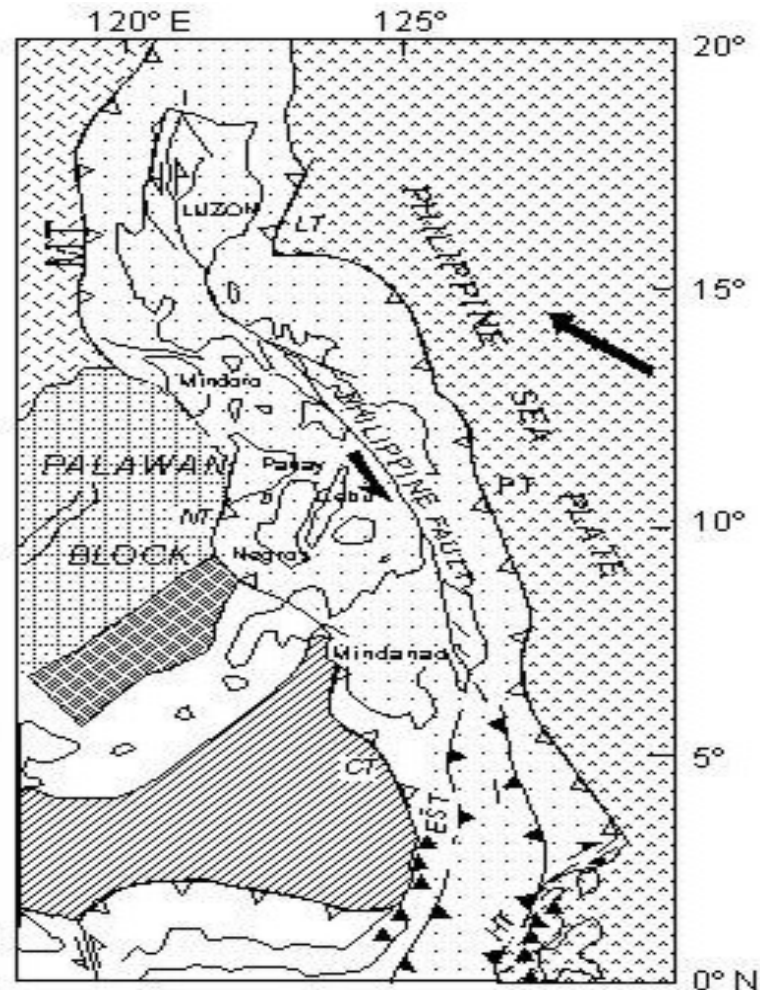 120° E 125°
20°
LUZON
LT
MT
PHILIPPINE SEA PLATE
15°
Mindoro
PHILIPPINE FAULT
PALAWAN
BLOCK
Panay
Cebu
PT
NT
10°
Negros
Mindanao
5°
CT
EST
HT
0° N